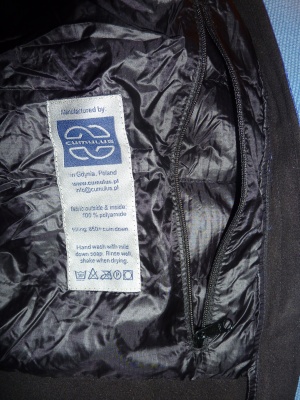 Manufactured by:
CUMULUS
in Gdynia, Poland
www.cumulus.pl
info@cumulus.pl
fabric outside & inside:
100 % polyamide
filling: 850+ cuin down
Hand wash with mild
down soap. Rinse well,
shake when drying.